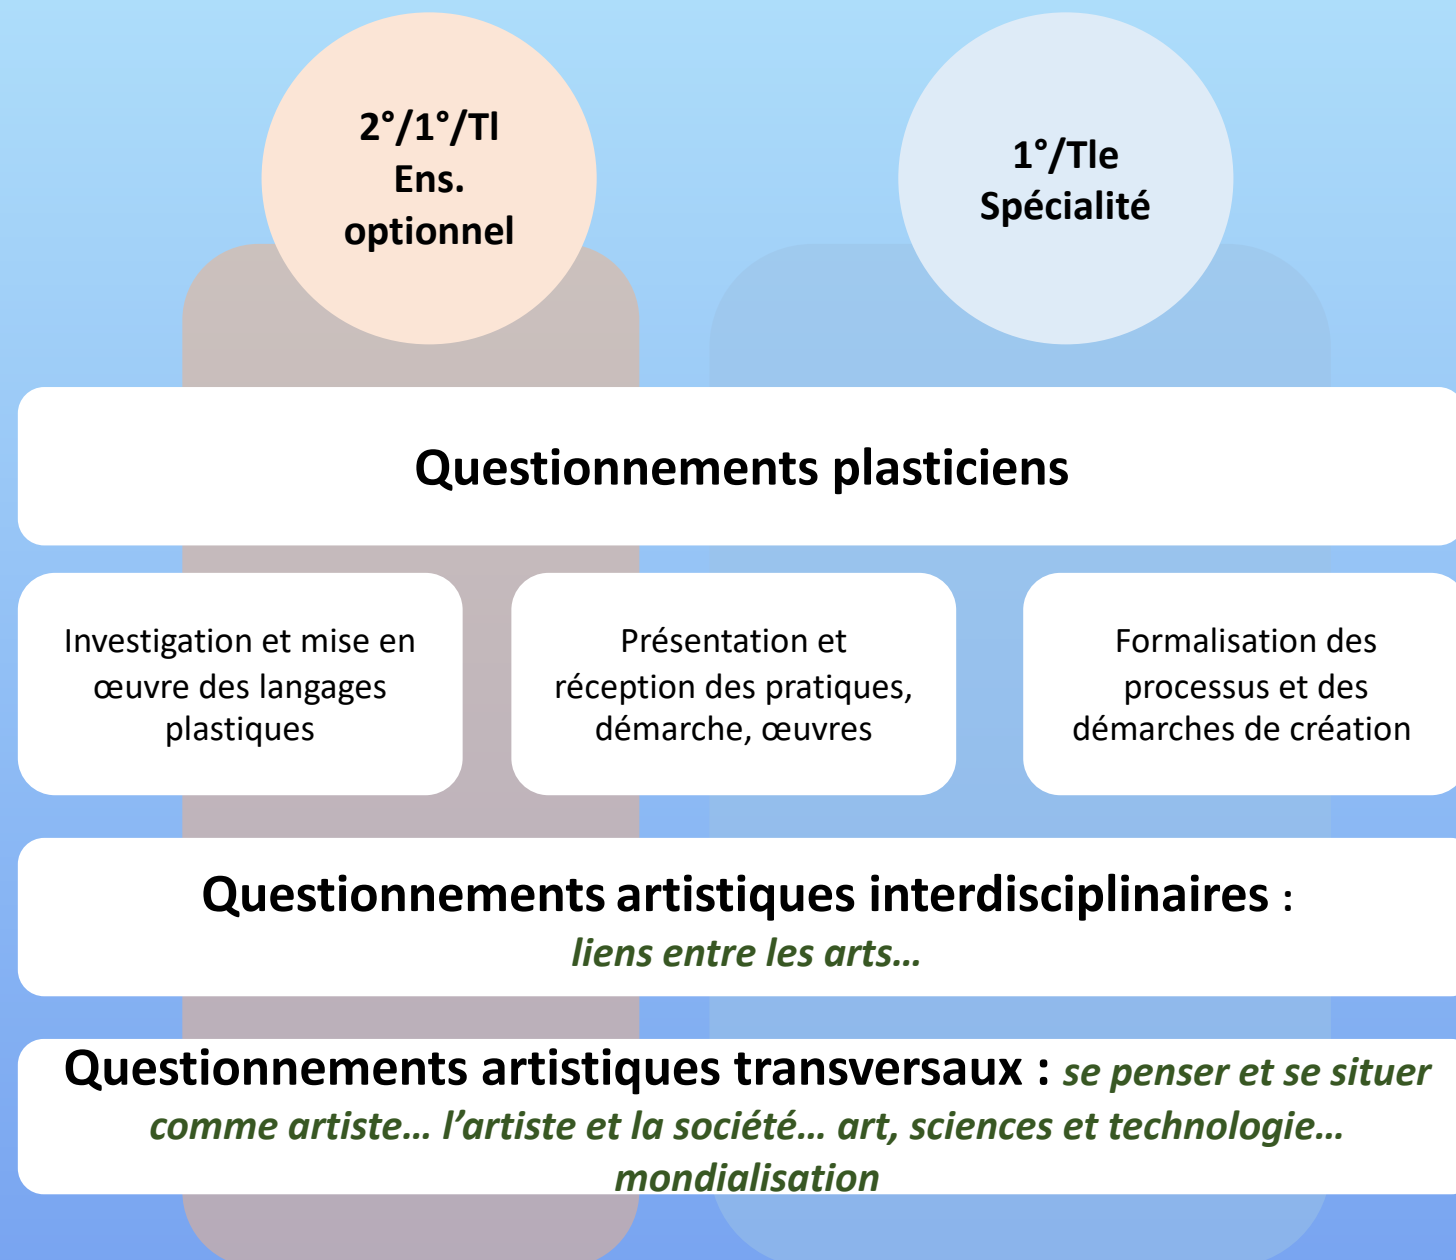 2°/1°/Tl
Ens.
optionnel
1°/Tle
Spécialité
Questionnements plasticiens
Investigation et mise en
œuvre des langages
plastiques
Présentation et
réception des pratiques,
démarche, œuvres
Formalisation des
processus et des
démarches de création
Questionnements artistiques interdisciplinaires :
liens entre les arts…
Questionnements artistiques transversaux : se penser et se situer
comme artiste… l’artiste et la société… art, sciences et technologie…
mondialisation